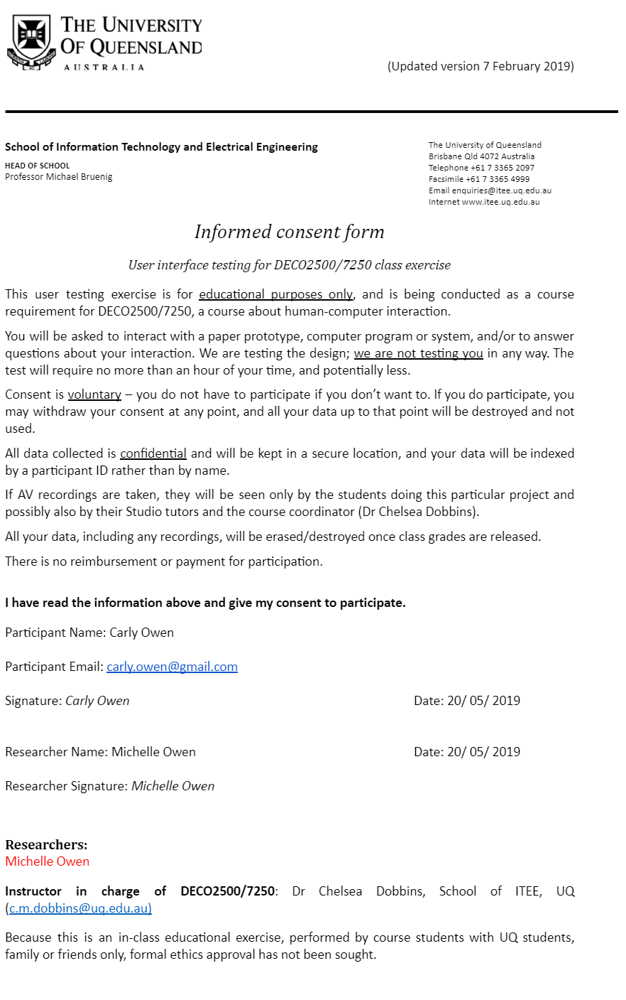 THE UNIVERSITY
OF QUEENSLAND
AUSTRALIA
(Updated version 7 February 2019)
School of Information Technology and Electrical Engineering
HEAD OF SCHOOL
Professor Michael Bruenig
The University of Queensland
Brisbane Qld 4072 Australia
Telephone +61 7 3365 2097
Facsimile +61 7 3365 4999
Email enquiries@itee.uq.edu.au
Internet www.itee.uq.edu.au
Informed consent form
User interface testing for DECO2500/7250 class exercise
This user testing exercise is for educational purposes only, and is being conducted as a course
requirement for DECO2500/7250, a course about human-computer interaction.
You will be asked to interact with a paper prototype, computer program or system, and/or to answer
questions about your interaction. We are testing the design; we are not testing you in any way. The
test will require no more than an hour of your time, and potentially less.
Consent is voluntary – you do not have to participate if you don’t want to. If you do participate, you
may withdraw your consent at any point, and all your data up to that point will be destroyed and not
used.
All data collected is confidential and will be kept in a secure location, and your data will be indexed
by a participant ID rather than by name.
If AV recordings are taken, they will be seen only by the students doing this particular project and
possibly also by their Studio tutors and the course coordinator (Dr Chelsea Dobbins).
All your data, including any recordings, will be erased/destroyed once class grades are released.
There is no reimbursement or payment for participation.
I have read the information above and give my consent to participate.
Participant Name: Carly Owen
Participant Email: carly.owen@gmail.com
Signature: Carly Owen Date: 20/ 05/ 2019
Researcher Name: Michelle Owen Date: 20/ 05/ 2019
Researcher Signature: Michelle Owen
Researchers:
Michelle Owen
Instructor in charge of DECO2500/7250: Dr Chelsea Dobbins, School of ITEE, UQ
(c.m.dobbins@uq.edu.au)
Because this is an in-class educational exercise, performed by course students with UQ students,
family or friends only, formal ethics approval has not been sought.